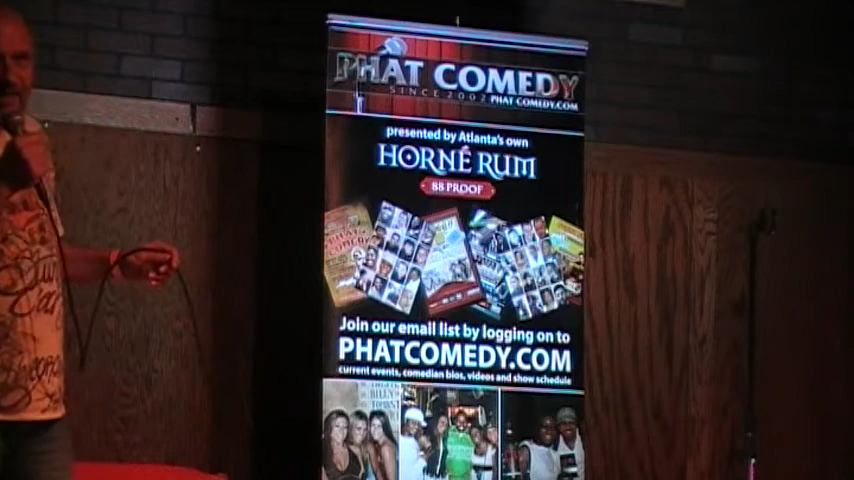 PHAT COMEDY
SINCE 2002 PHAT COMEDY.COM
presented by Atlanta's own
HORNÉ RUM
88 PROOF
Join our email list by logging on to
PHATCOMEDY.COM
current events, comedian bios, videos and show schedule